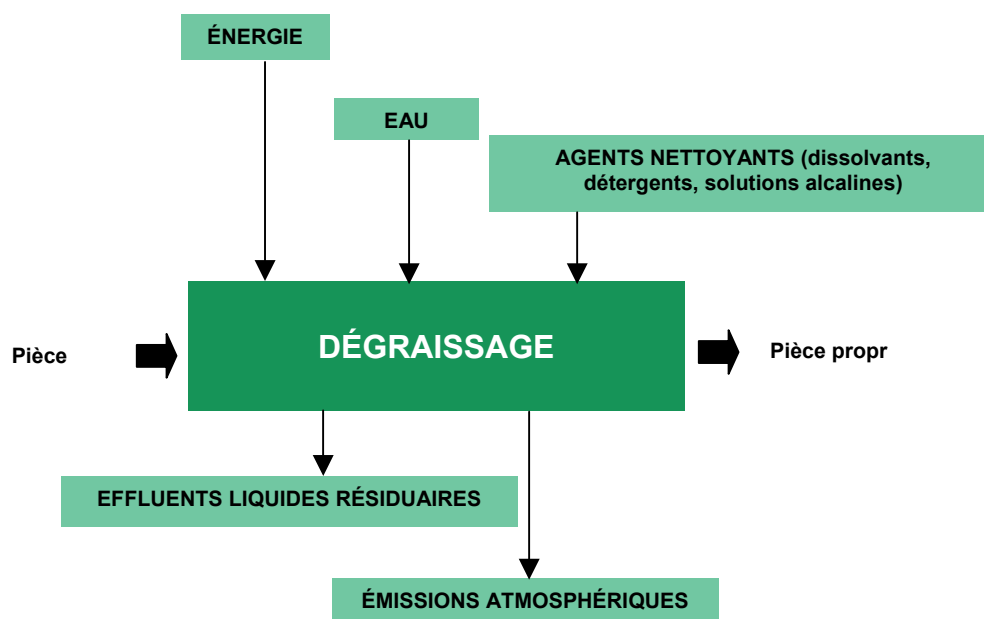 ÉNERGIE
EAU
AGENTS NETTOYANTS (dissolvants,
détergents, solutions alcalines)
Pièce
DÉGRAISSAGE
Pièce propr
EFFLUENTS LIQUIDES RÉSIDUAIRES
ÉMISSIONS ATMOSPHÉRIQUES